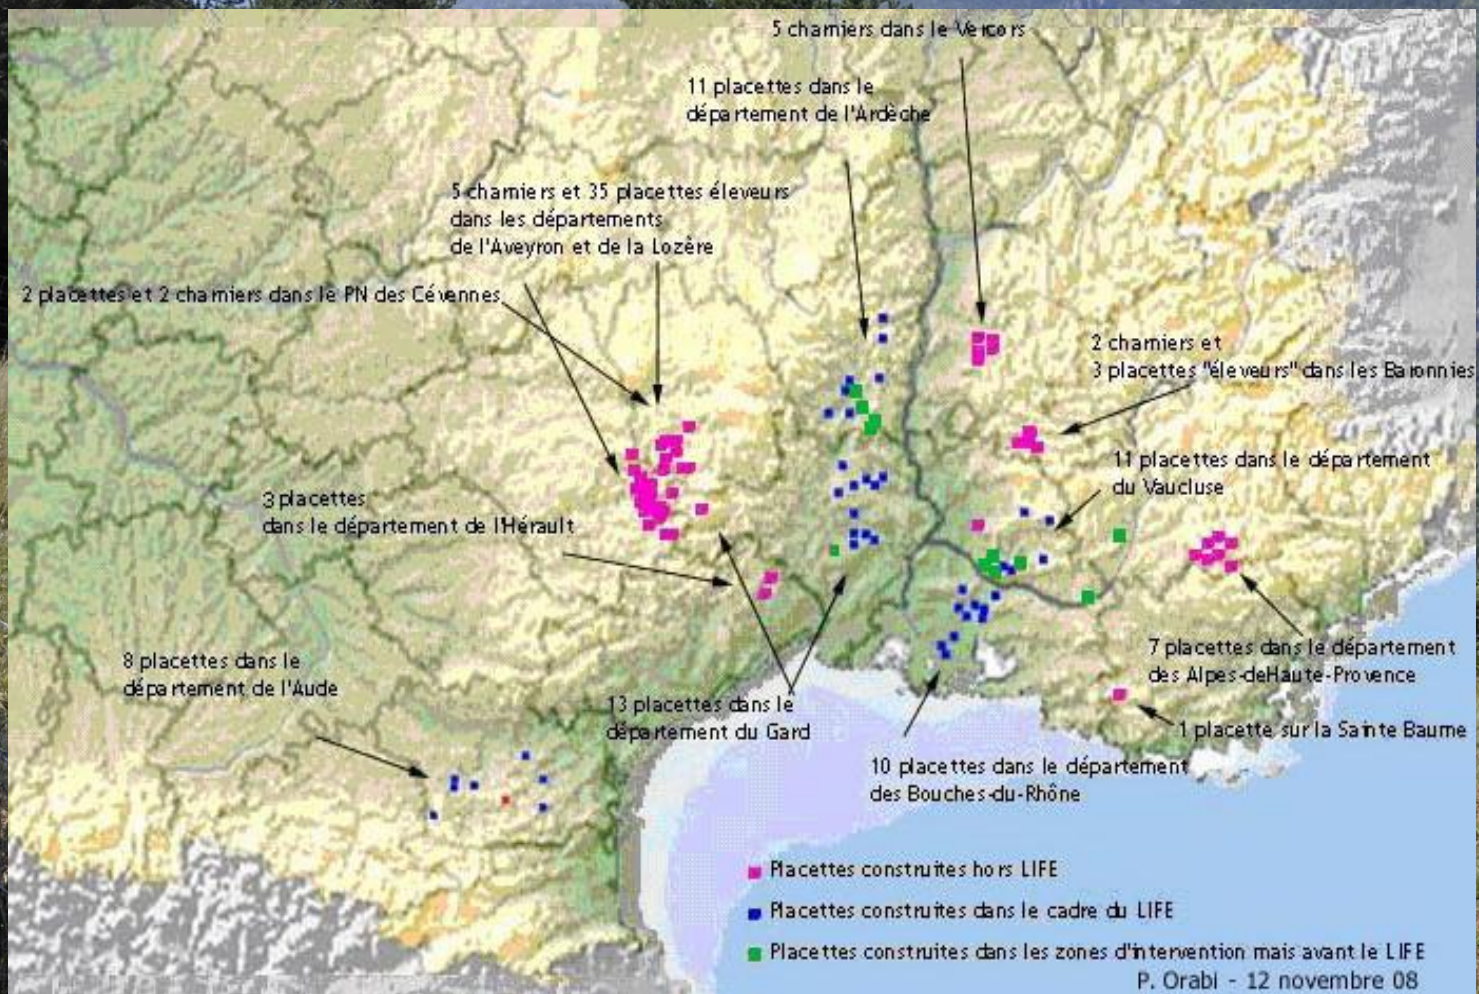 5 charniers dans le Vercors
11 placettes dans le
département de l'Ardèche
5 charniers et 35 placettes éleveurs
dans les départements
de l'Aveyron et de la Lozère
2 placettes et 2 charniers dans le PN des Cévennes
2 charniers et
3 placettes "éleveurs" dans les Baronnies
11 placettes dans le département
du Vaucluse
3 placettes
dans le département de l'Hérault
7 placettes dans le département
des Alpes-deHaute-Provence
8 placettes dans le
département de l'Aude
13 placettes dans le
département du Gard
1 placette sur la Sainte Baume
10 placettes dans le département
des Bouches-du-Rhône
Placettes construites hors LIFE
Placettes construites dans le cadre du LIFE
Placettes construites dans les zones d'intervention mais avant le LIFE
P. Orabi - 12 novembre 08